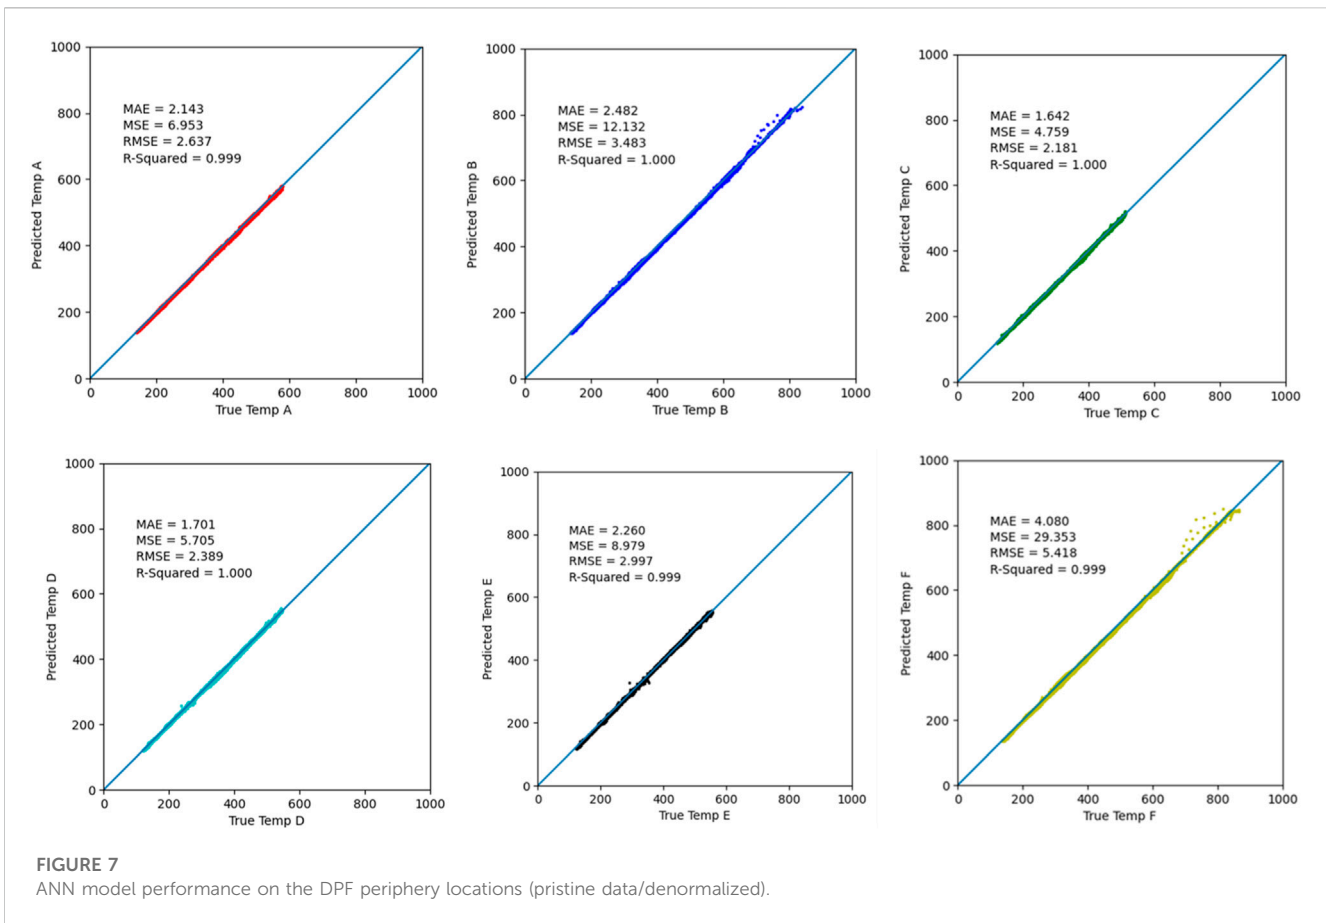 1000
800
600
400
200
0
Predicted Temp A
MAE = 2.143
MSE = 6.953
RMSE = 2.637
R-Squared = 0.999
0 200 400 600 800 1000
True Temp A
1000
800
600
400
200
0
Predicted Temp B
MAE = 2.482
MSE = 12.132
RMSE = 3.483
R-Squared = 1.000
0 200 400 600 800 1000
True Temp B
1000
800
600
400
200
0
Predicted Temp C
MAE = 1.642
MSE = 4.759
RMSE = 2.181
R-Squared = 1.000
0 200 400 600 800 1000
True Temp C
1000
800
600
400
200
0
Predicted Temp D
MAE = 1.701
MSE = 5.705
RMSE = 2.389
R-Squared = 1.000
0 200 400 600 800 1000
True Temp D
1000
800
600
400
200
0
Predicted Temp E
MAE = 2.260
MSE = 8.979
RMSE = 2.997
R-Squared = 0.999
0 200 400 600 800 1000
True Temp E
1000
800
600
400
200
0
Predicted Temp F
MAE = 4.080
MSE = 29.353
RMSE = 5.418
R-Squared = 0.999
0 200 400 600 800 1000
True Temp F
FIGURE 7
ANN model performance on the DPF periphery locations (pristine data/denormalized).